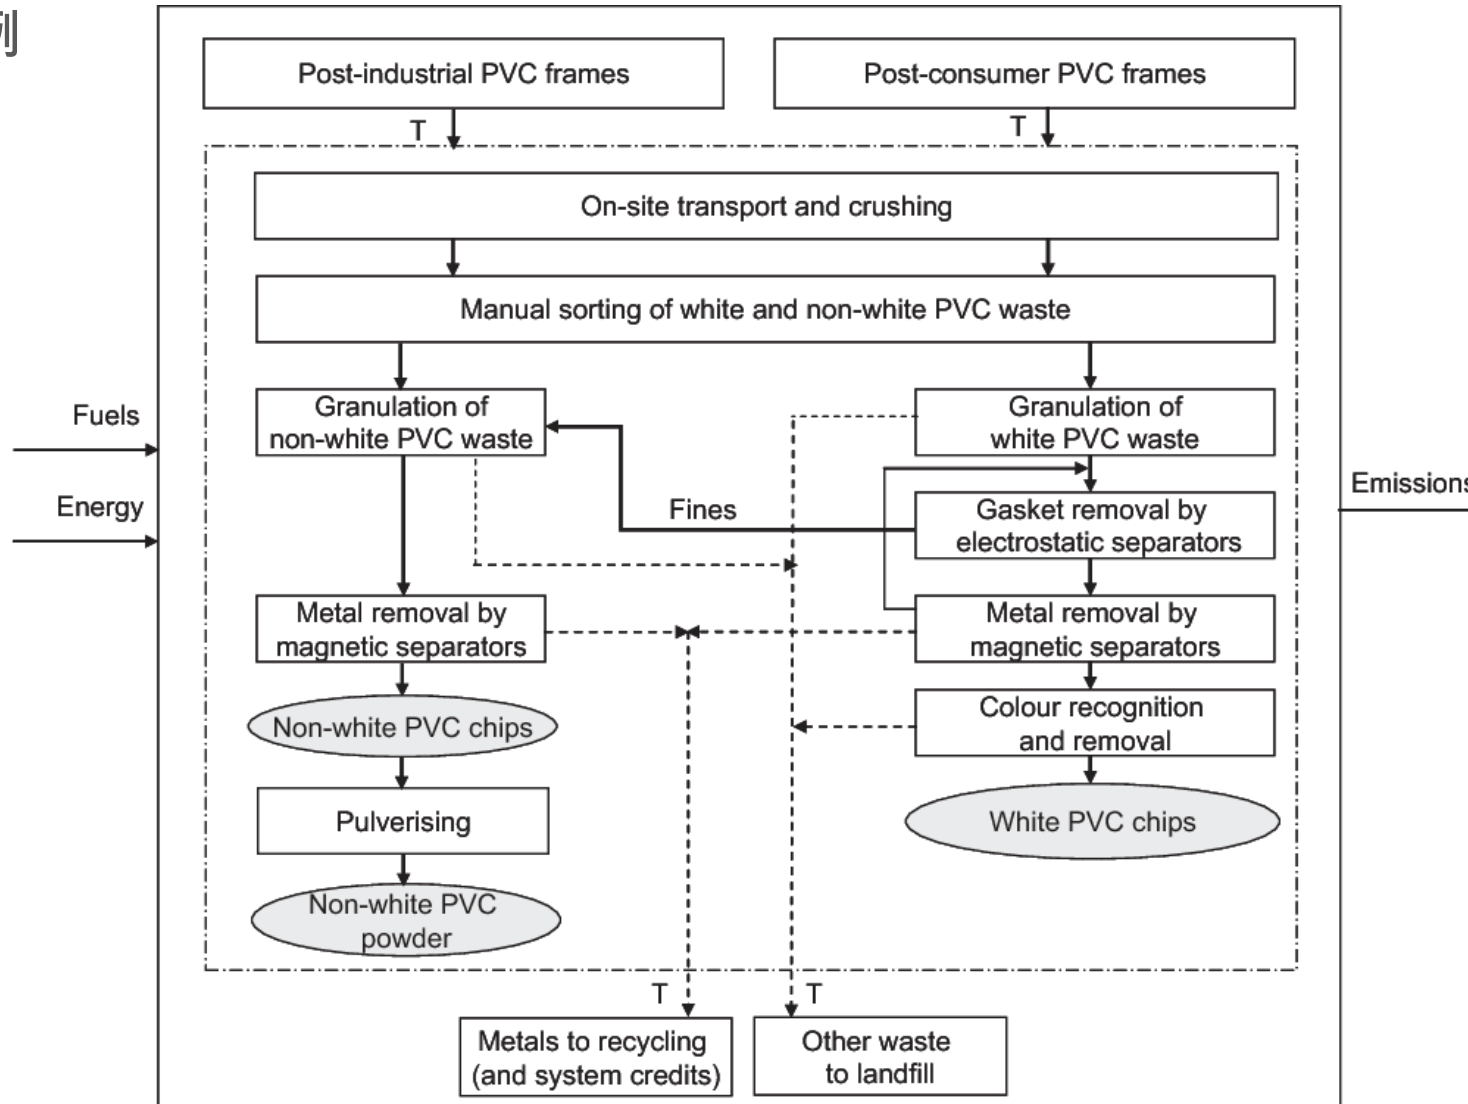 例
Post-industrial PVC frames
Post-consumer PVC frames
T
T
On-site transport and crushing
Manual sorting of white and non-white PVC waste
Granulation of
non-white PVC waste
Granulation of
white PVC waste
Fuels
Energy
Emissions
Fines
Gasket removal by
electrostatic separators
Metal removal by
magnetic separators
Metal removal by
magnetic separators
Non-white PVC chips
Colour recognition
and removal
Pulverising
White PVC chips
Non-white PVC
powder
T
T
Metals to recycling
(and system credits)
Other waste
to landfill